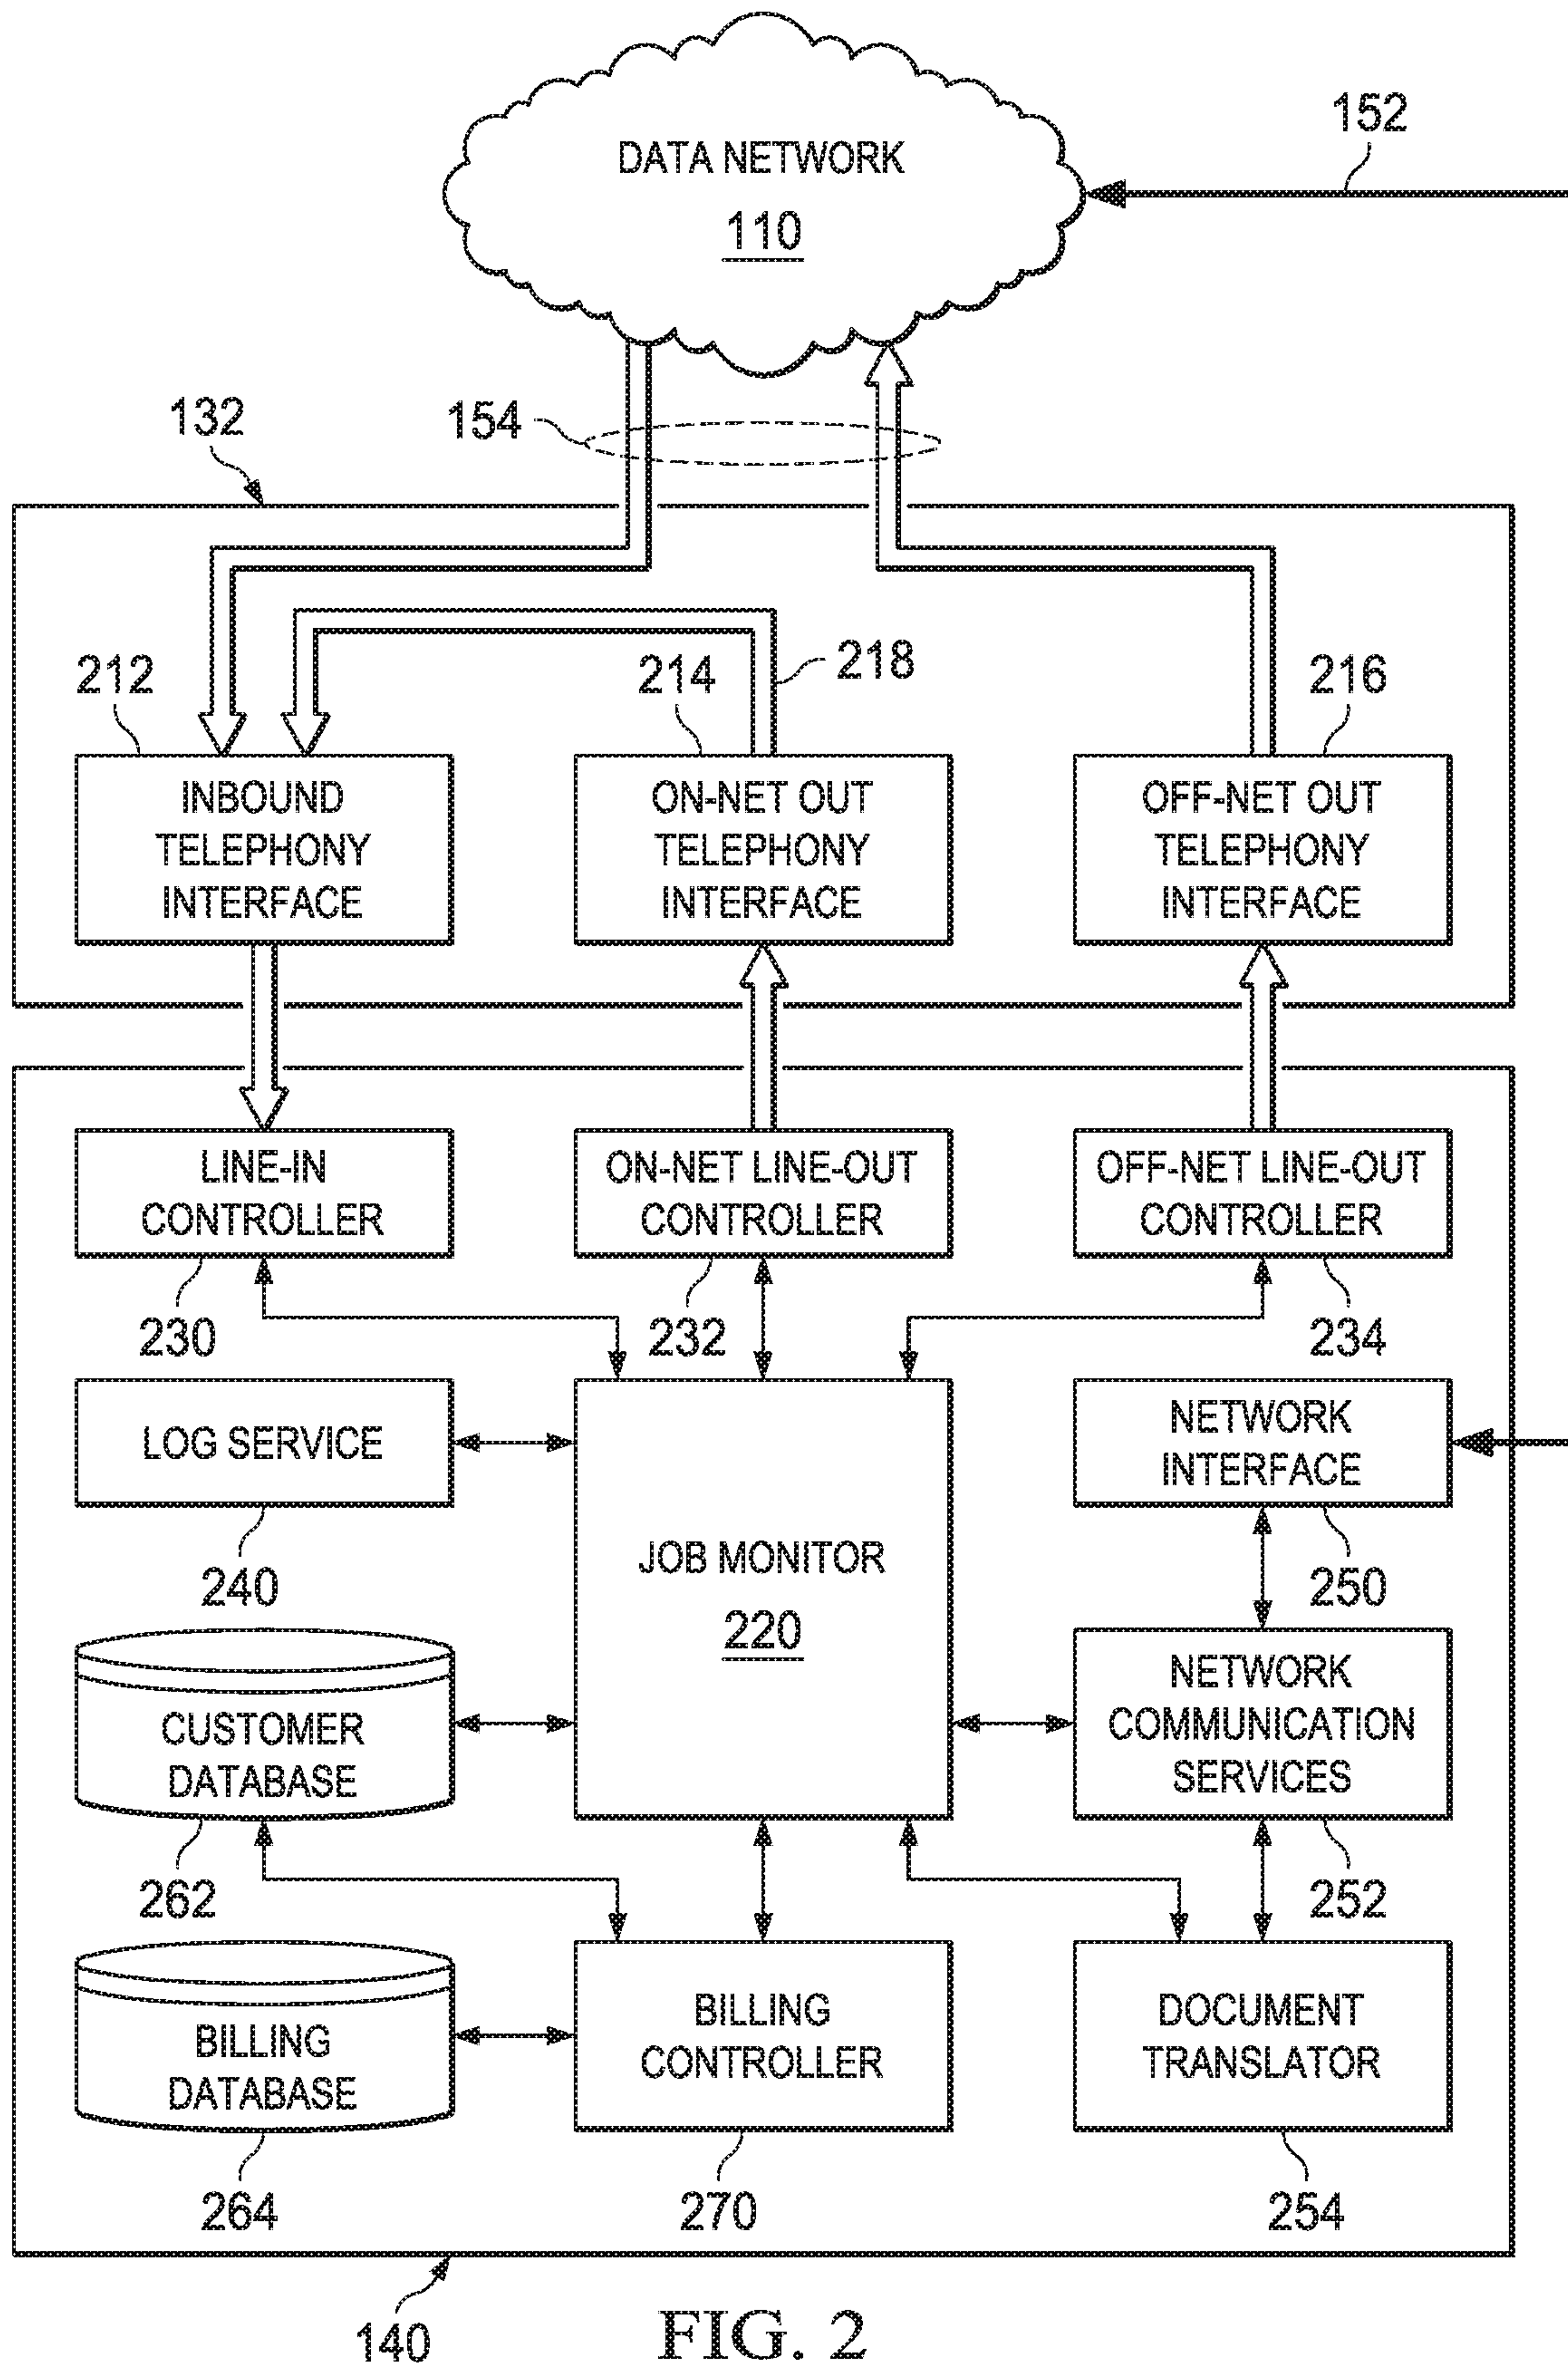 DATA NETWORK
110
152
154
132
212
214
218
216
INBOUND
TELEPHONY
INTERFACE
ON-NET OUT
TELEPHONY
INTERFACE
OFF-NET OUT
TELEPHONY
INTERFACE
LINE-IN
CONTROLLER
ON-NET LINE-OUT
CONTROLLER
OFF-NET LINE-OUT
CONTROLLER
230
232
234
LOG SERVICE
240
JOB MONITOR
220
NETWORK
INTERFACE
250
CUSTOMER
DATABASE
262
NETWORK
COMMUNICATION
SERVICES
252
BILLING
DATABASE
264
BILLING
CONTROLLER
270
DOCUMENT
TRANSLATOR
254
140
FIG. 2